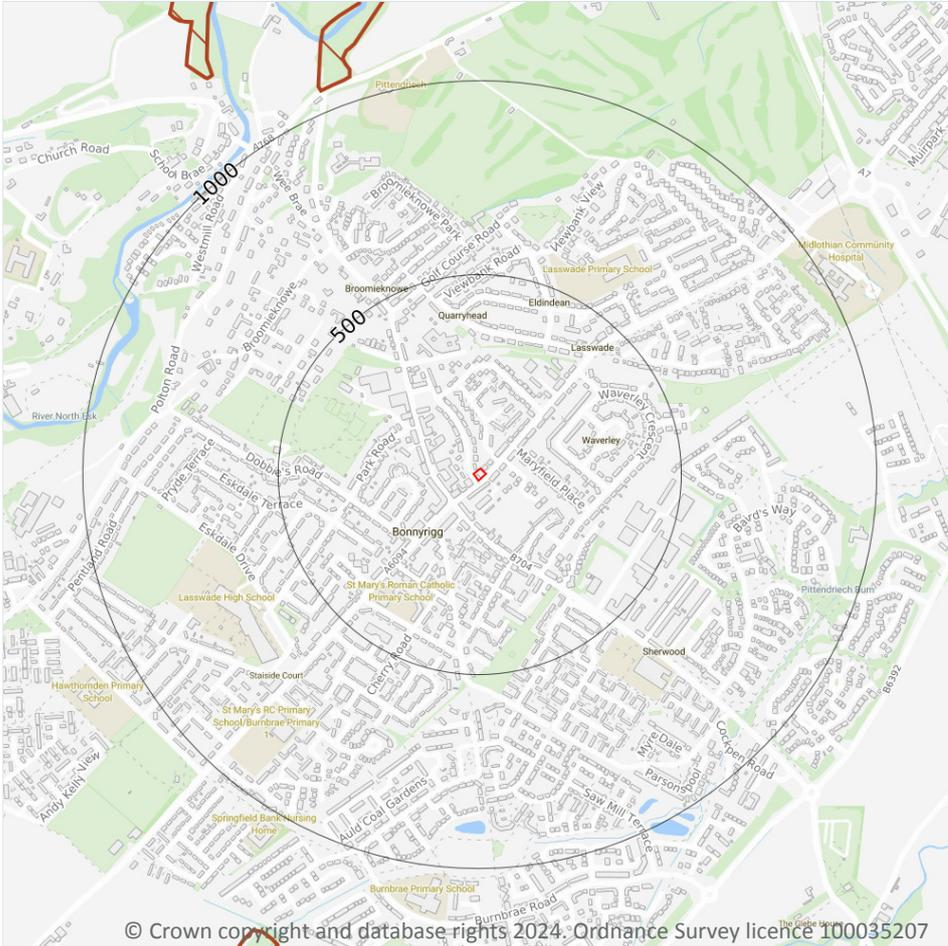 Pittendriech
Muirpark
Church Road
School Brae
A768
Wee Brae
A7
1000
Westmill Road
Broomieknowe Park
Newbank View
Golf Course Road
Midlothian Community
Hospital
Viewbank Road
Lasswade Primary School
Broomieknowe
Broomieknowe
Eldindean
Quarryhead
500
Lasswade
Polton Road
River North Esk
Waverley Crescent
Waverley
Park Road
Pryde Terrace
Dobbie's Road
Eskdale
Terrace
Maryfield Place
Baird's Way
Bonnyrigg
Eskdale Drive
Pentland Road
A6094
B704
St Mary's Roman Catholic
Primary School
Pittendriech Burn
Lasswade High School
Cherry Road
Sherwood
B6392
Staiside Court
Hawthornden Primary
School
St Mary's RC Primary
School/Burnbrae Primary
1
Mye Dale
Cockpen Road
Andy Kelly View
Parsonspool
Saw Mill Terrace
Auld Coal Gardens
Springfield Bank Nursing
Home
Burnbrae Primary School
Burnbrae Road
The Glebe House
© Crown copyright and database rights 2024. Ordnance Survey licence 100035207